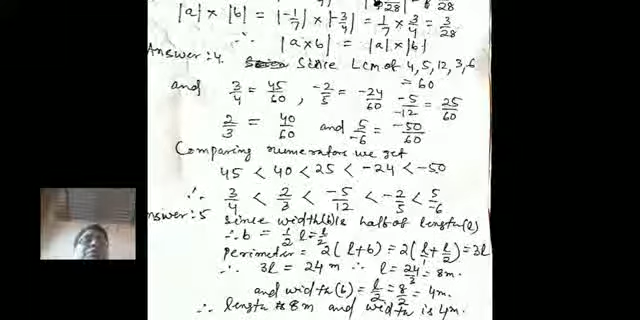 |a| × |b| = |-1/7| × |-3/4| = 1/7 × 3/4 = 3/28
∴ |a×b| = |a| × |b|
Answer:4. Since LCM of 4, 5, 12, 3, 6 = 60
and 3/4 = 45/60, -2/5 = -24/60 -5/-12 = 25/60
2/3 = 40/60 and 5/-6 = -50/60
Comparing numerators we get
45 < 40 < 25 < -24 < -50
∴ 3/4 < 2/3 < -5/12 < -2/5 < 5/-6
nswer:5 since width(b) is half of length(l)
∴ b = 1/2 l = l/2
perimeter = 2(l+b) = 2(l + l/2) = 3l
∴ 3l = 24 m ∴ l = 24/3 = 8m.
and width(b) = l/2 = 8/2 = 4m.
∴ length is 8m and width is 4m.